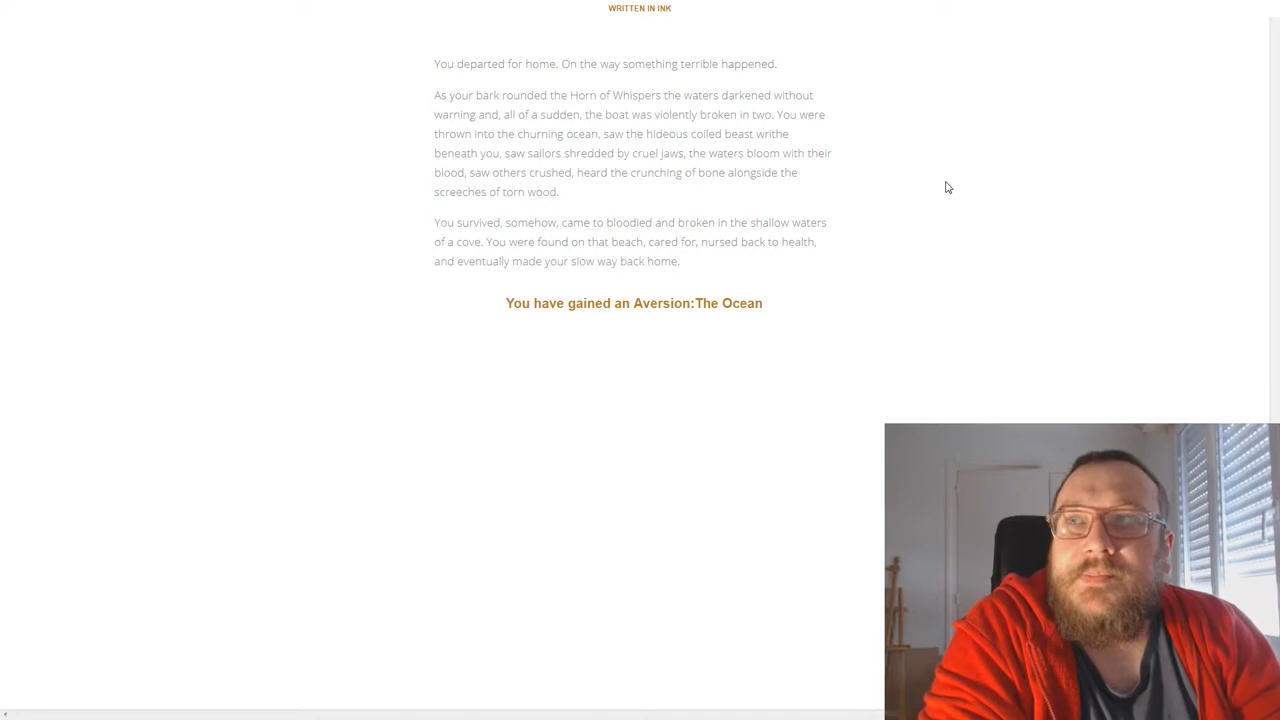 WRITTEN IN INK
You departed for home. On the way something terrible happened.
As your bark rounded the Horn of Whispers the waters darkened without
warning and, all of a sudden, the boat was violently broken in two. You were
thrown into the churning ocean, saw the hideous coiled beast writhe
beneath you, saw sailors shredded by cruel jaws, the waters bloom with their
blood, saw others crushed, heard the crunching of bone alongside the
screeches of torn wood.
You survived, somehow, came to bloodied and broken in the shallow waters
of a cove. You were found on that beach, cared for, nursed back to health,
and eventually made your slow way back home.
You have gained an Aversion:The Ocean